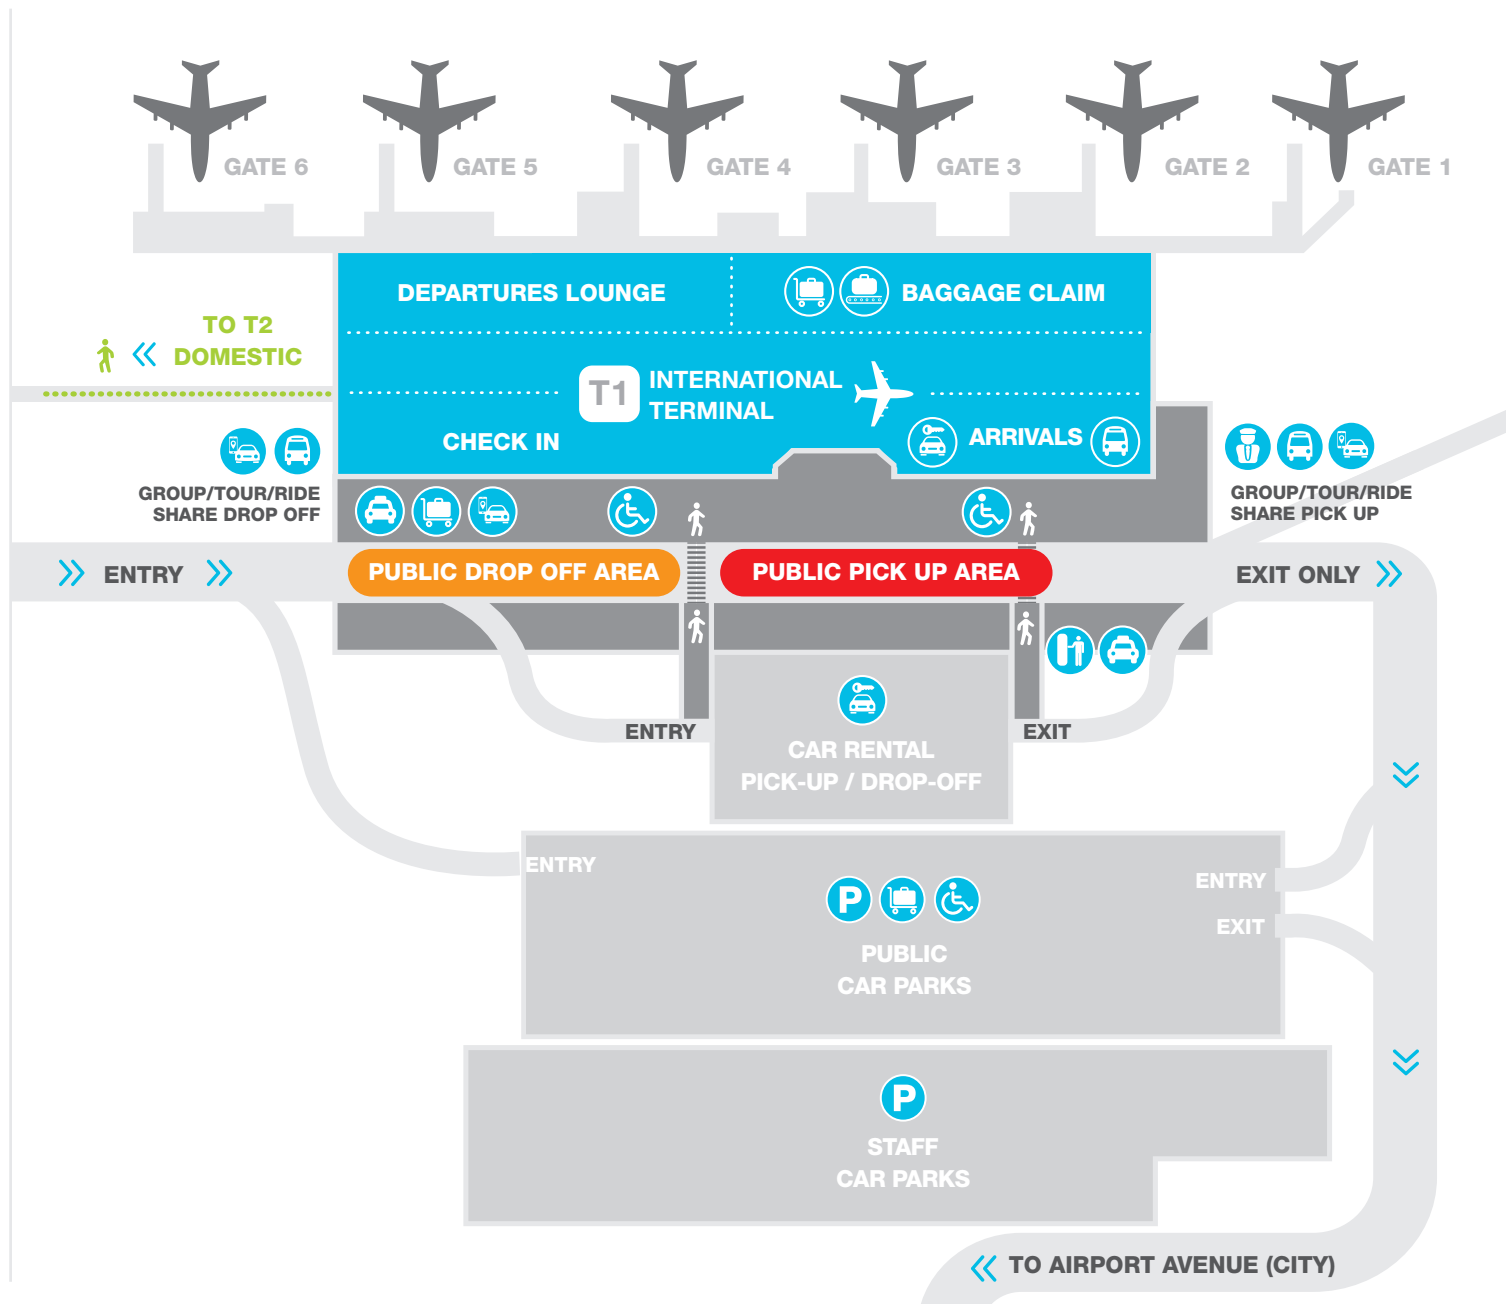 GATE 6
GATE 5
GATE 4
GATE 3
GATE 2
GATE 1
DEPARTURES LOUNGE
BAGGAGE CLAIM
TO T2
DOMESTIC
T1
INTERNATIONAL
TERMINAL
CHECK IN
ARRIVALS
GROUP/TOUR/RIDE
SHARE DROP OFF
GROUP/TOUR/RIDE
SHARE PICK UP
ENTRY
PUBLIC DROP OFF AREA
PUBLIC PICK UP AREA
EXIT ONLY
ENTRY
EXIT
CAR RENTAL
PICK-UP / DROP-OFF
ENTRY
ENTRY
EXIT
P
PUBLIC
CAR PARKS
P
STAFF
CAR PARKS
TO AIRPORT AVENUE (CITY)